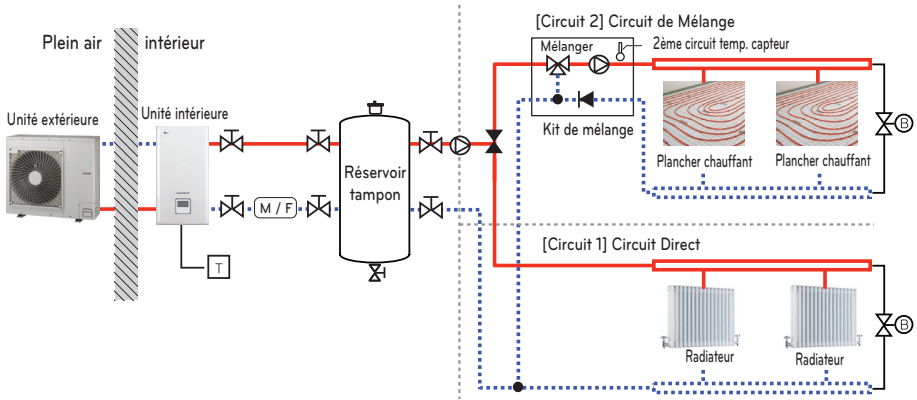 [Circuit 2] Circuit de Mélange
Plein air
intérieur
Mélanger
2ème circuit temp. capteur
Unité extérieure
Unité intérieure
Kit de mélange
B
Réservoir
tampon
Plancher chauffant
Plancher chauffant
M / F
[Circuit 1] Circuit Direct
T
B
Radiateur
Radiateur